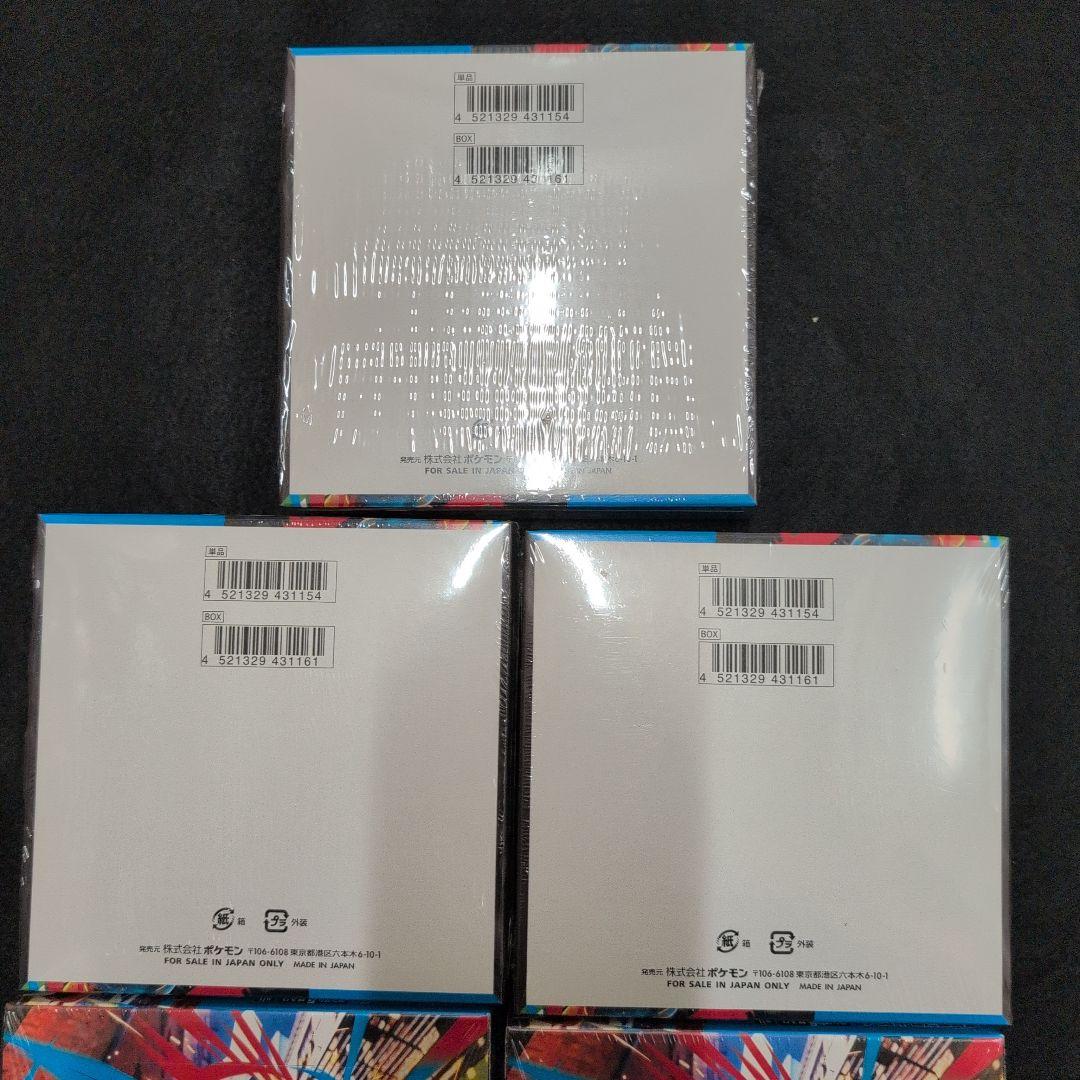 単品
4 521329 431154
BOX
4 521329 431161
発売元 株式会社 ポケモン
FOR SALE IN JAPAN
IN JAPAN
単品
4 521329 431154
BOX
4 521329 431161
紙 箱 プラ 外装
発売元 株式会社 ポケモン 〒106-6108 東京都港区六本木6-10-1
FOR SALE IN JAPAN ONLY MADE IN JAPAN
単品
4 521329 431154
BOX
4 521329 431161
紙 箱 プラ 外装
発売元 株式会社 ポケモン 〒106-6108 東京都港区六本木6-10-1
FOR SALE IN JAPAN ONLY MADE IN JAPAN